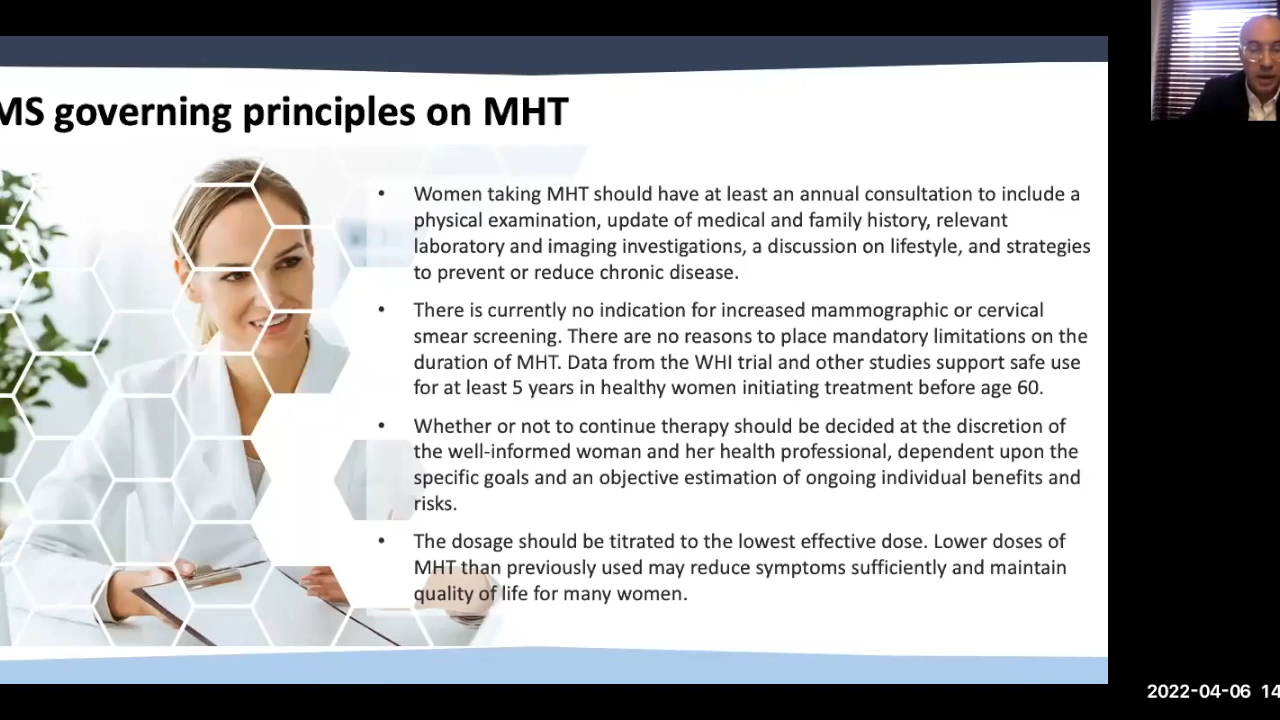 MS governing principles on MHT
• Women taking MHT should have at least an annual consultation to include a
physical examination, update of medical and family history, relevant
laboratory and imaging investigations, a discussion on lifestyle, and strategies
to prevent or reduce chronic disease.
• There is currently no indication for increased mammographic or cervical
smear screening. There are no reasons to place mandatory limitations on the
duration of MHT. Data from the WHI trial and other studies support safe use
for at least 5 years in healthy women initiating treatment before age 60.
• Whether or not to continue therapy should be decided at the discretion of
the well-informed woman and her health professional, dependent upon the
specific goals and an objective estimation of ongoing individual benefits and
risks.
• The dosage should be titrated to the lowest effective dose. Lower doses of
MHT than previously used may reduce symptoms sufficiently and maintain
quality of life for many women.
2022-04-06 14